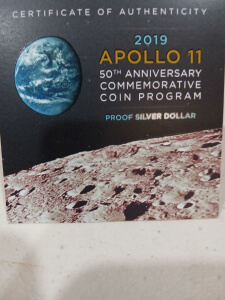 CERTIFICATE OF AUTHENTICITY
2019
APOLLO 11
50TH ANNIVERSARY
COMMEMORATIVE
COIN PROGRAM
PROOF SILVER DOLLAR